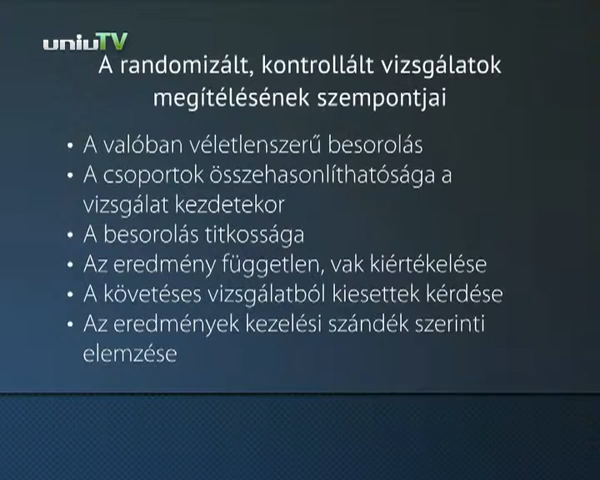 uniuTV
A randomizált, kontrollált vizsgálatok
megítélésének szempontjai
• A valóban véletlenszerű besorolás
• A csoportok összehasonlíthatósága a
vizsgálat kezdetekor
• A besorolás titkossága
• Az eredmény független, vak kiértékelése
• A követéses vizsgálatból kiesettek kérdése
• Az eredmények kezelési szándék szerinti
elemzése